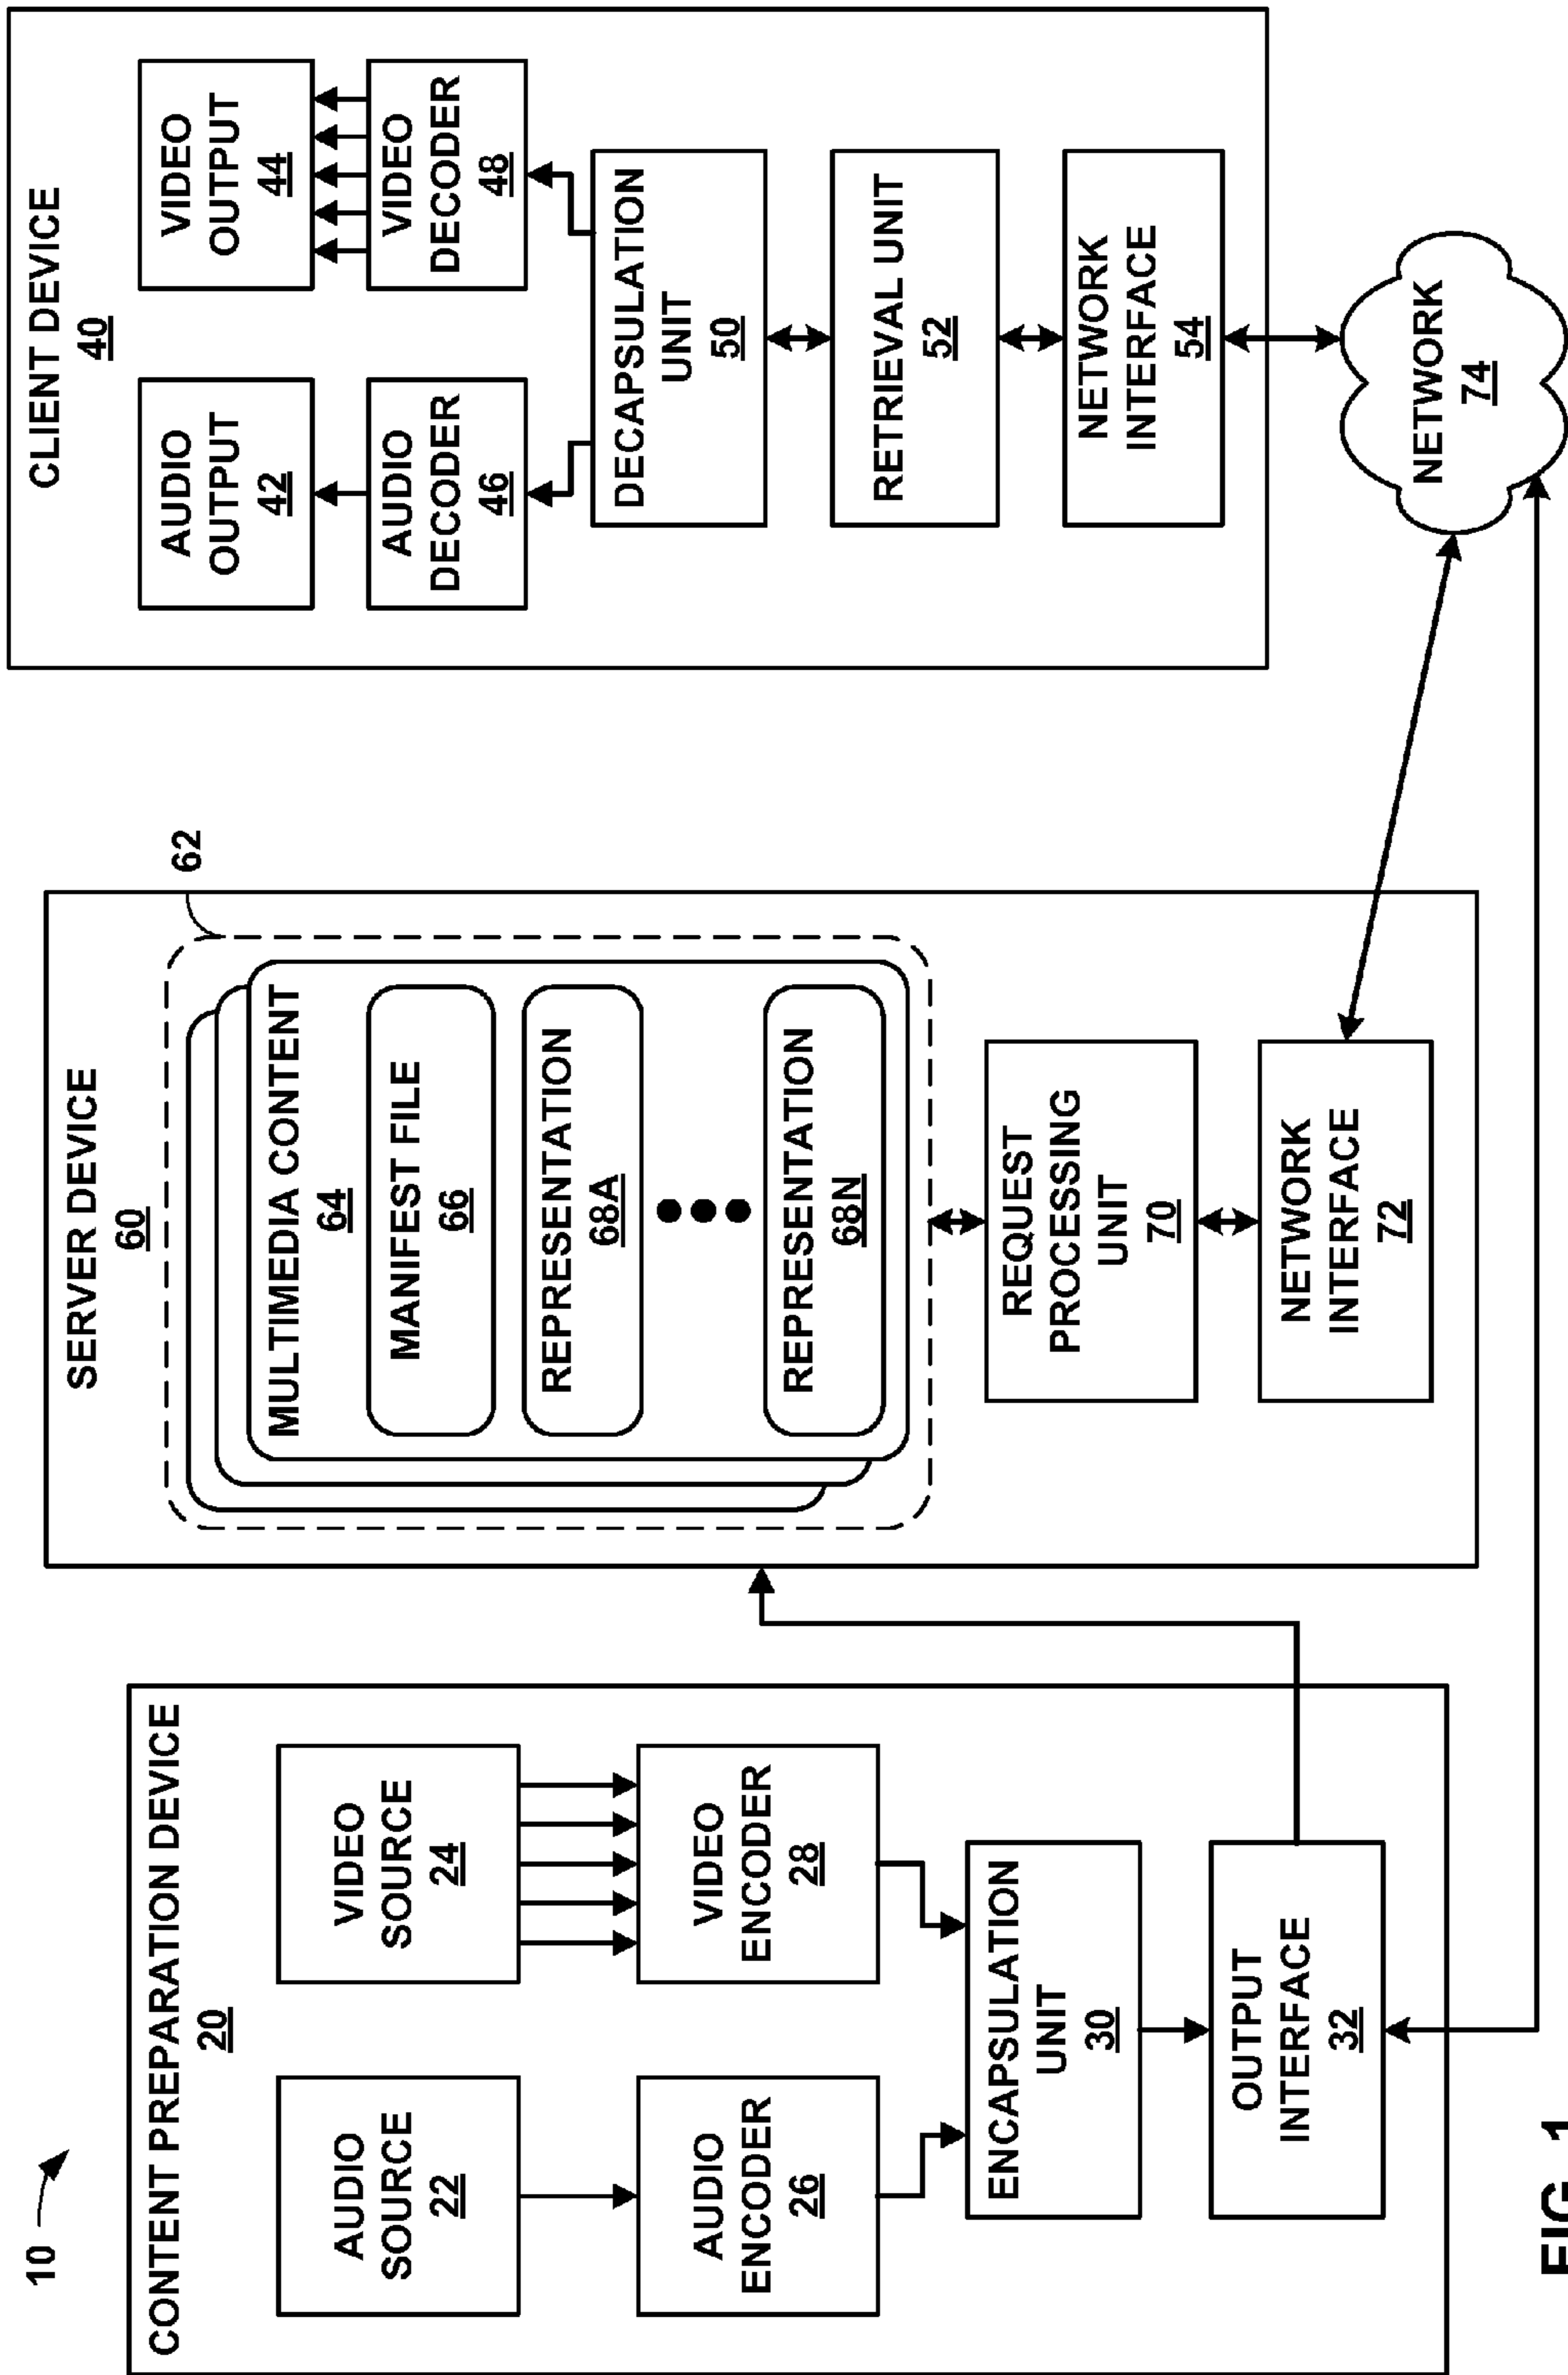 10
CONTENT PREPARATION DEVICE
20
AUDIO
SOURCE
22
VIDEO
SOURCE
24
AUDIO
ENCODER
26
VIDEO
ENCODER
28
ENCAPSULATION
UNIT
30
OUTPUT
INTERFACE
32
SERVER DEVICE
60
62
MULTIMEDIA CONTENT
64
MANIFEST FILE
66
REPRESENTATION
68A
REPRESENTATION
68N
REQUEST
PROCESSING
UNIT
70
NETWORK
INTERFACE
72
CLIENT DEVICE
40
AUDIO
OUTPUT
42
VIDEO
OUTPUT
44
AUDIO
DECODER
46
VIDEO
DECODER
48
DECAPSULATION
UNIT
50
RETRIEVAL UNIT
52
NETWORK
INTERFACE
54
NETWORK
74
FIG. 1